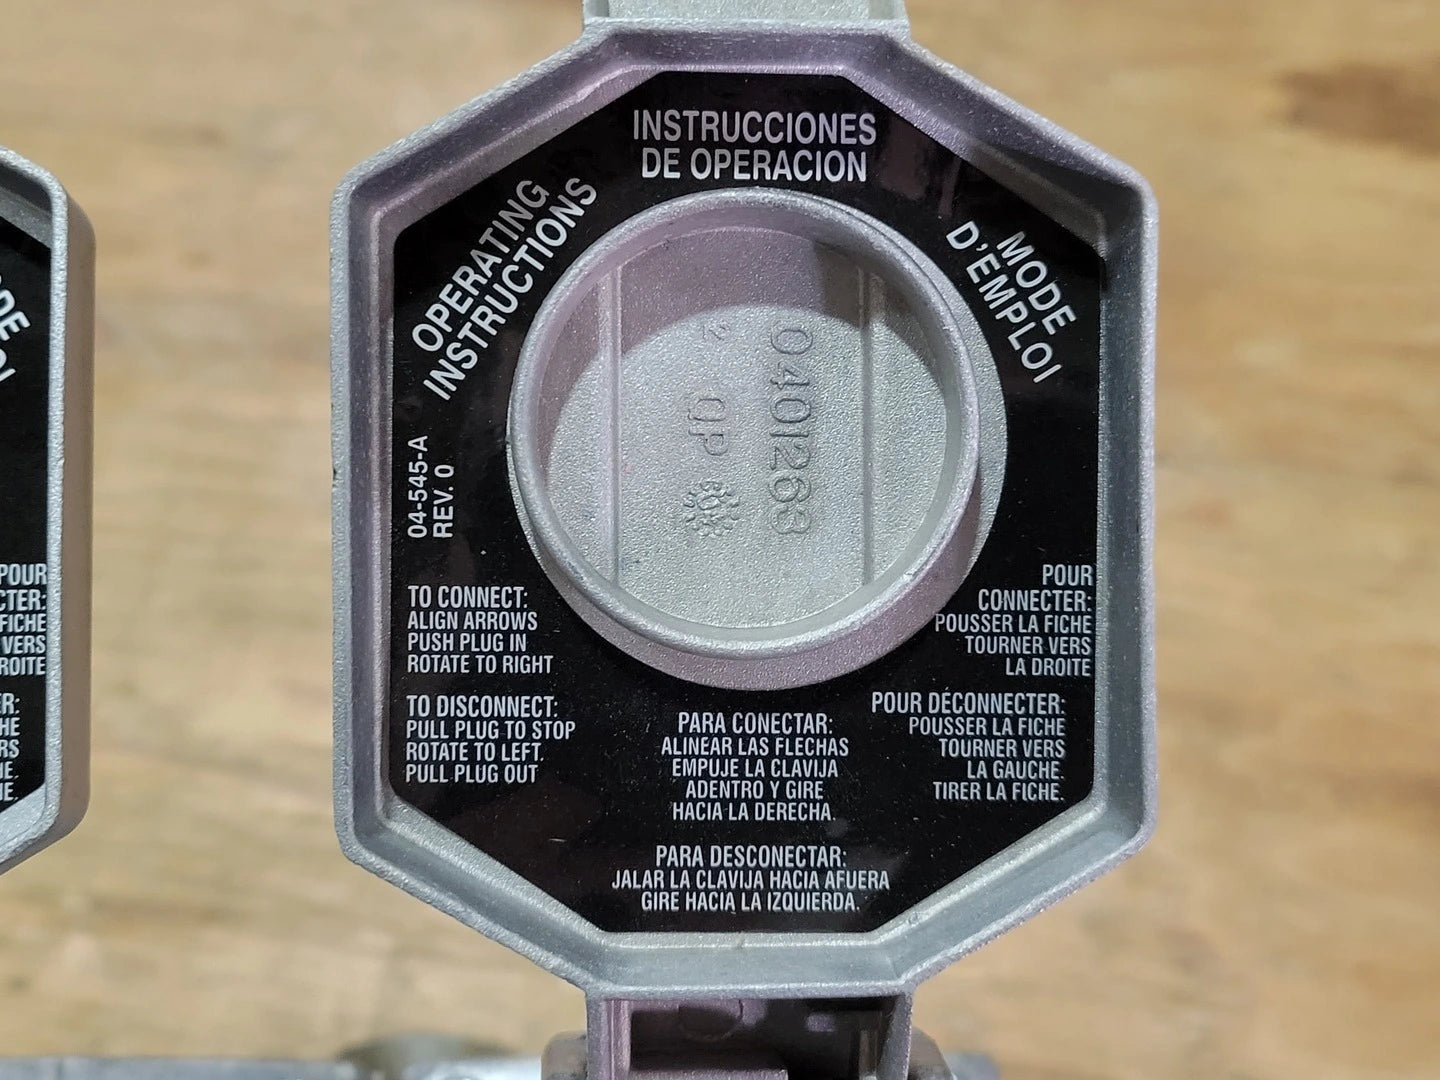 INSTRUCCIONES
DE OPERACION
OPERATING
INSTRUCTIONS
MODE
D'EMPLOI
0401268
2 QP
04-545-A
REV. 0
TO CONNECT:
ALIGN ARROWS
PUSH PLUG IN
ROTATE TO RIGHT
TO DISCONNECT:
PULL PLUG TO STOP
ROTATE TO LEFT.
PULL PLUG OUT
PARA CONECTAR:
ALINEAR LAS FLECHAS
EMPUJE LA CLAVIJA
ADENTRO Y GIRE
HACIA LA DERECHA.
PARA DESCONECTAR:
JALAR LA CLAVIJA HACIA AFUERA
GIRE HACIA LA IZQUIERDA.
POUR
CONNECTER:
POUSSER LA FICHE
TOURNER VERS
LA DROITE
POUR DÉCONNECTER:
POUSSER LA FICHE
TOURNER VERS
LA GAUCHE.
TIRER LA FICHE.
POUR
FICHE
VERS